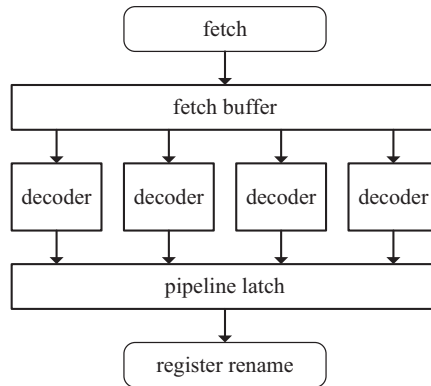 fetch
fetch buffer
decoder decoder decoder decoder
pipeline latch
register rename